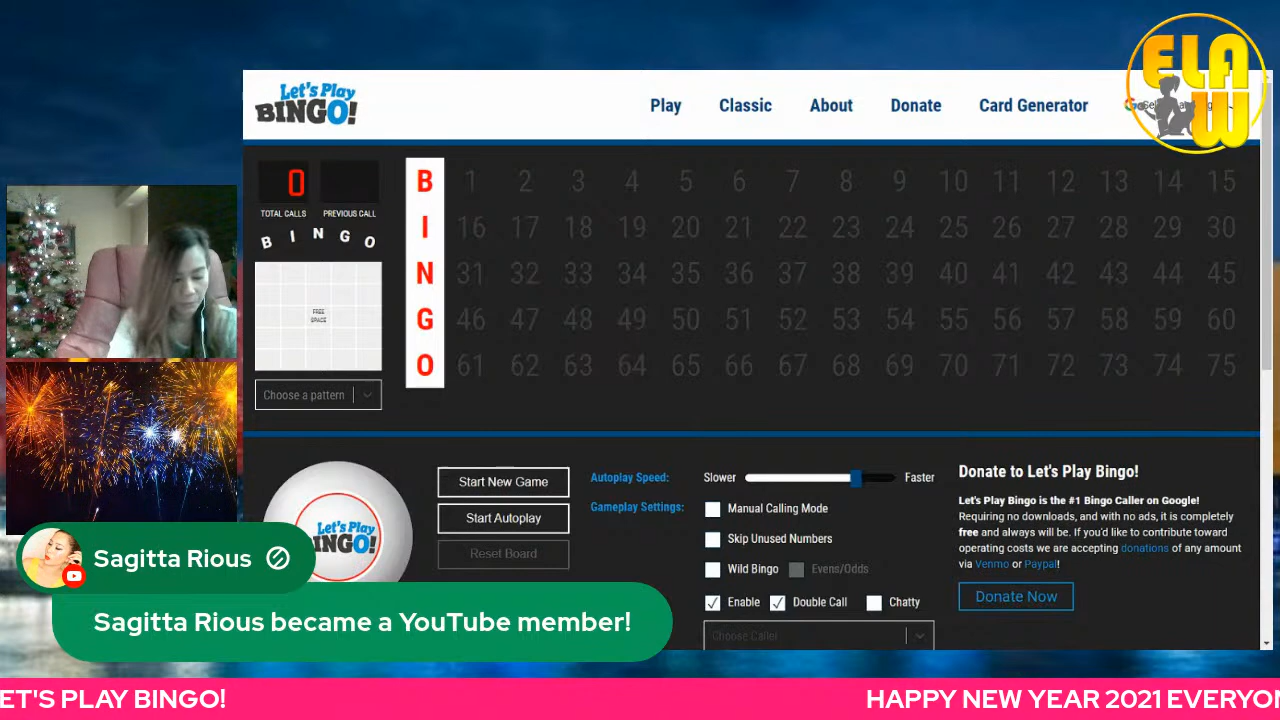 ELA
W
Let's Play
BINGO!
Play
Classic
About
Donate
Card Generator
0
TOTAL CALLS
PREVIOUS CALL
B I N G O
FREE
SPACE
Choose a pattern
B 1 2 3 4 5 6 7 8 9 10 11 12 13 14 15
I 16 17 18 19 20 21 22 23 24 25 26 27 28 29 30
N 31 32 33 34 35 36 37 38 39 40 41 42 43 44 45
G 46 47 48 49 50 51 52 53 54 55 56 57 58 59 60
O 61 62 63 64 65 66 67 68 69 70 71 72 73 74 75
Let's Play
INGO!
Start New Game
Start Autoplay
Reset Board
Autoplay Speed:
Slower
Faster
Gameplay Settings:
Manual Calling Mode
Skip Unused Numbers
Wild Bingo
Evens/Odds
Enable
Double Call
Chatty
Choose Caller
Donate to Let's Play Bingo!
Let's Play Bingo is the #1 Bingo Caller on Google!
Requiring no downloads, and with no ads, it is completely
free and always will be. If you'd like to contribute toward
operating costs we are accepting donations of any amount
via Venmo or Paypal!
Donate Now
Sagitta Rious
Sagitta Rious became a YouTube member!
ET'S PLAY BINGO!
HAPPY NEW YEAR 2021 EVERYON